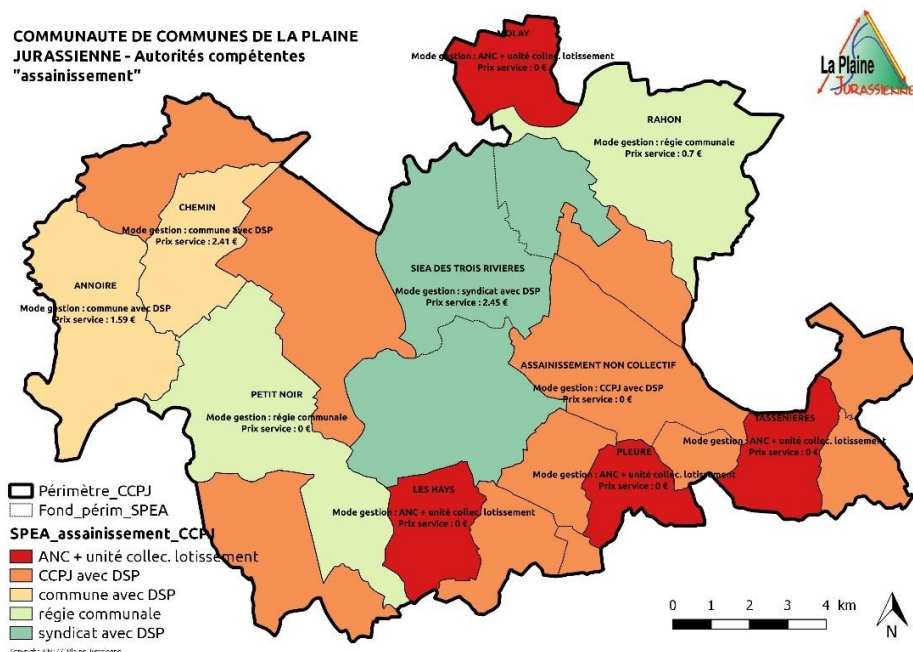 COMMUNAUTE DE COMMUNES DE LA PLAINE
JURASSIENNE - Autorités compétentes
"assainissement"
La Plaine
JURASSIENNE
MOLAY
Mode gestion : ANC + unité collec. lotissement
Prix service : 0 €
RAHON
Mode gestion : régie communale
Prix service : 0.7 €
CHEMIN
Mode gestion : commune avec DSP
Prix service : 2.41 €
ANNOIRE
Mode gestion : commune avec DSP
Prix service : 1.59 €
SIEA DES TROIS RIVIERES
Mode gestion : syndicat avec DSP
Prix service : 2.45 €
ASSAINISSEMENT NON COLLECTIF
Mode gestion : CCPJ avec DSP
Prix service : 0 €
PETIT NOIR
Mode gestion : régie communale
Prix service : 0 €
TASSENIERES
Mode gestion : ANC + unité collec. lotissement
Prix service : 0 €
PLEURE
Mode gestion : ANC + unité collec. lotissement
Prix service : 0 €
LES HAYS
Mode gestion : ANC + unité collec. lotissement
Prix service : 0 €
Périmètre_CCPJ
Fond_périm_SPEA
SPEA_assainissement_CCPJ
ANC + unité collec. lotissement
CCPJ avec DSP
commune avec DSP
régie communale
syndicat avec DSP
0 1 2 3 4 km
N
Copyright IGN : CC Plaine Jurassienne